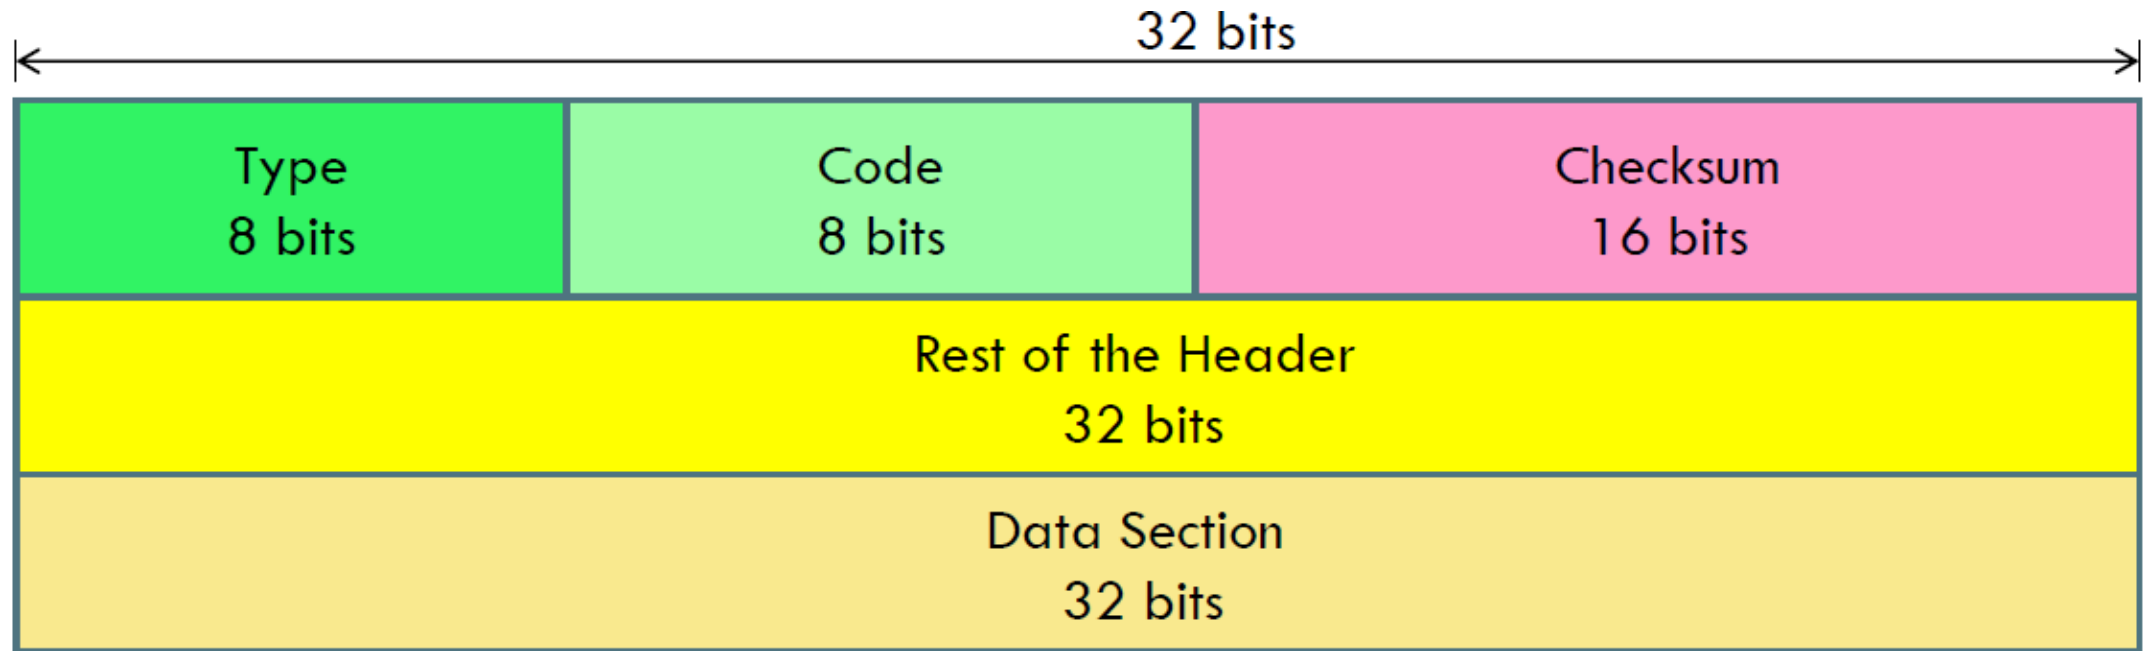 32 bits
Type
8 bits
Code
8 bits
Checksum
16 bits
Rest of the Header
32 bits
Data Section
32 bits